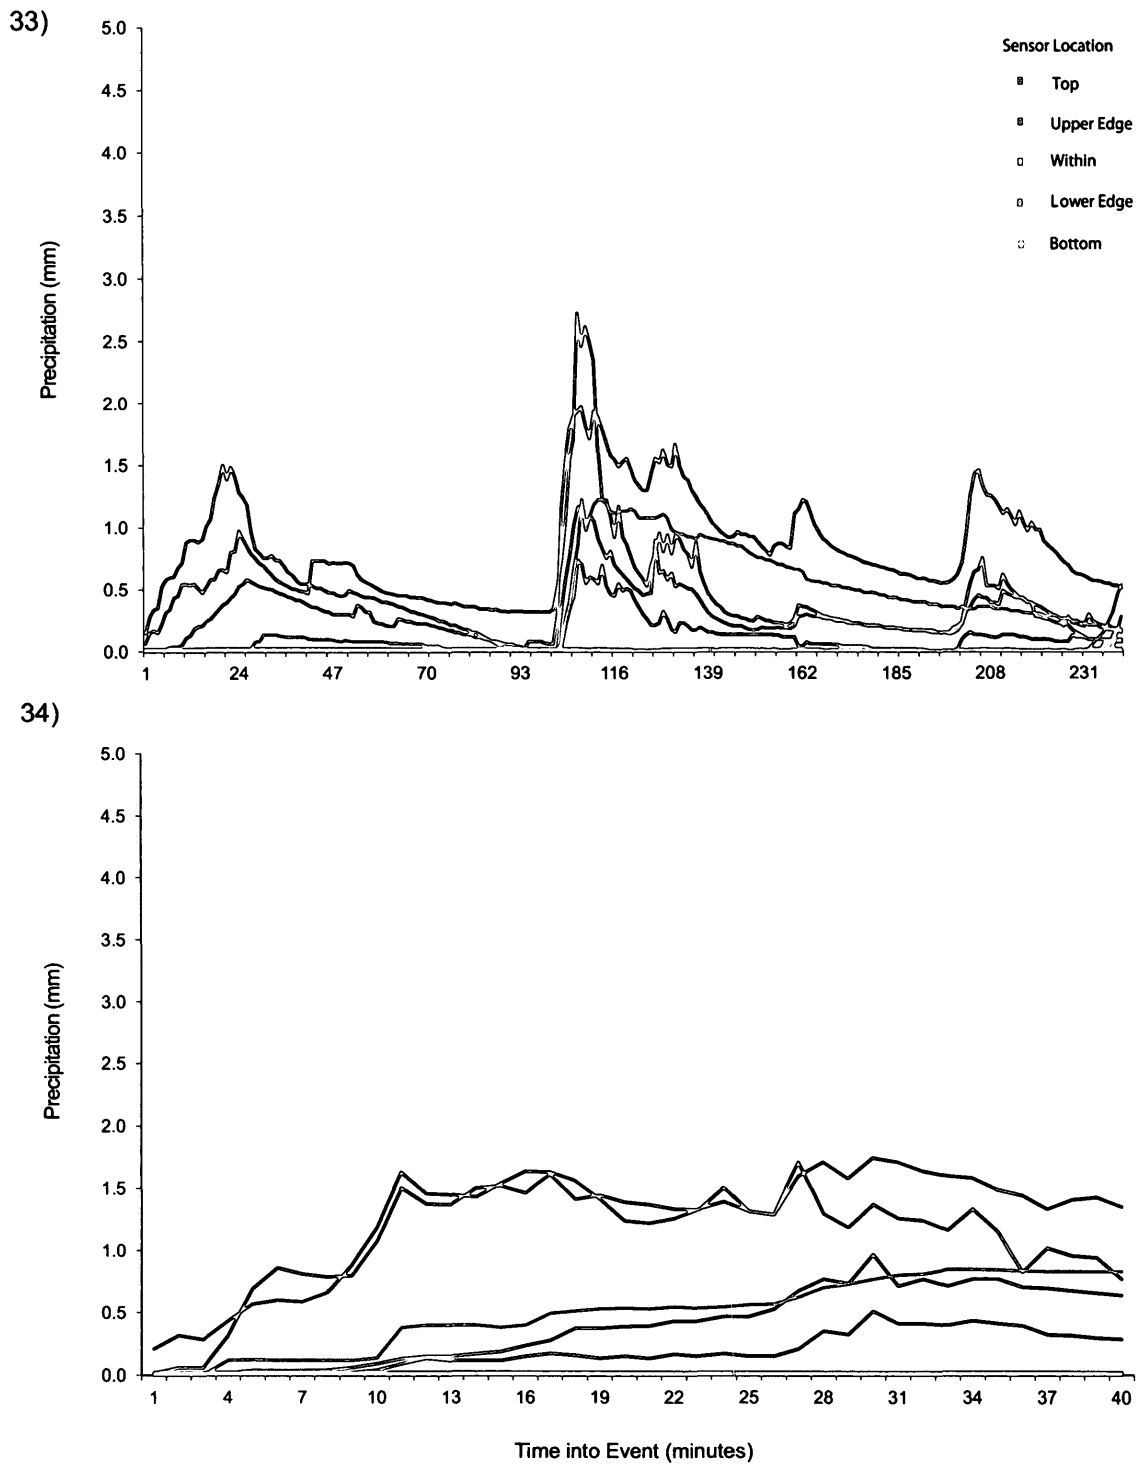 33)
5.0
4.5
4.0
3.5
3.0
2.5
2.0
1.5
1.0
0.5
0.0
Precipitation (mm)
Sensor Location
Top
Upper Edge
Within
Lower Edge
Bottom
1 24 47 70 93 116 139 162 185 208 231
34)
5.0
4.5
4.0
3.5
3.0
2.5
2.0
1.5
1.0
0.5
0.0
Precipitation (mm)
1 4 7 10 13 16 19 22 25 28 31 34 37 40
Time into Event (minutes)